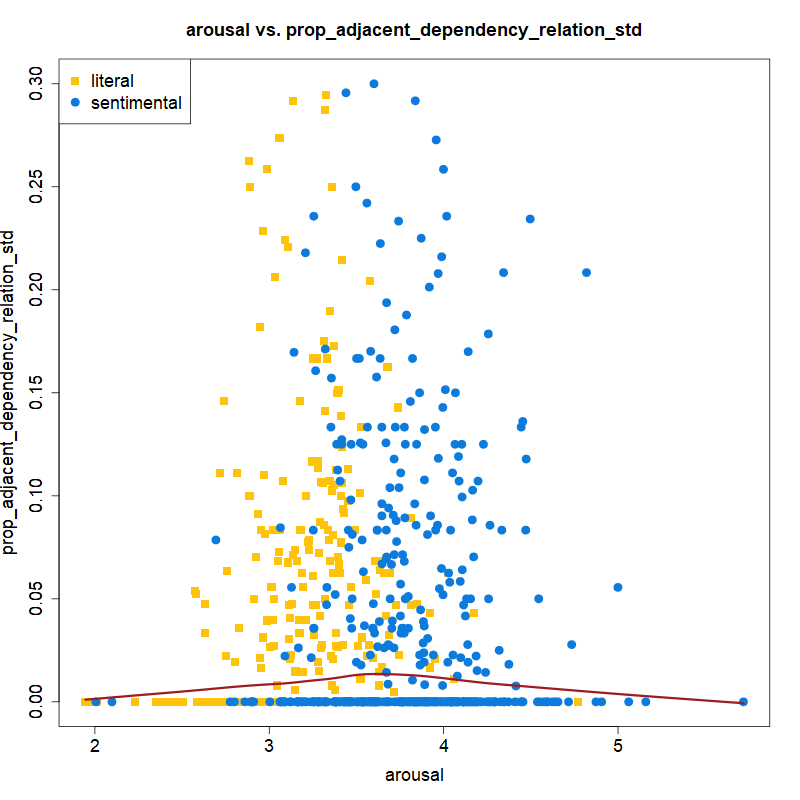 arousal vs. prop_adjacent_dependency_relation_std
literal
sentimental
prop_adjacent_dependency_relation_std
0.30
0.25
0.20
0.15
0.10
0.05
0.00
2 3 4 5
arousal